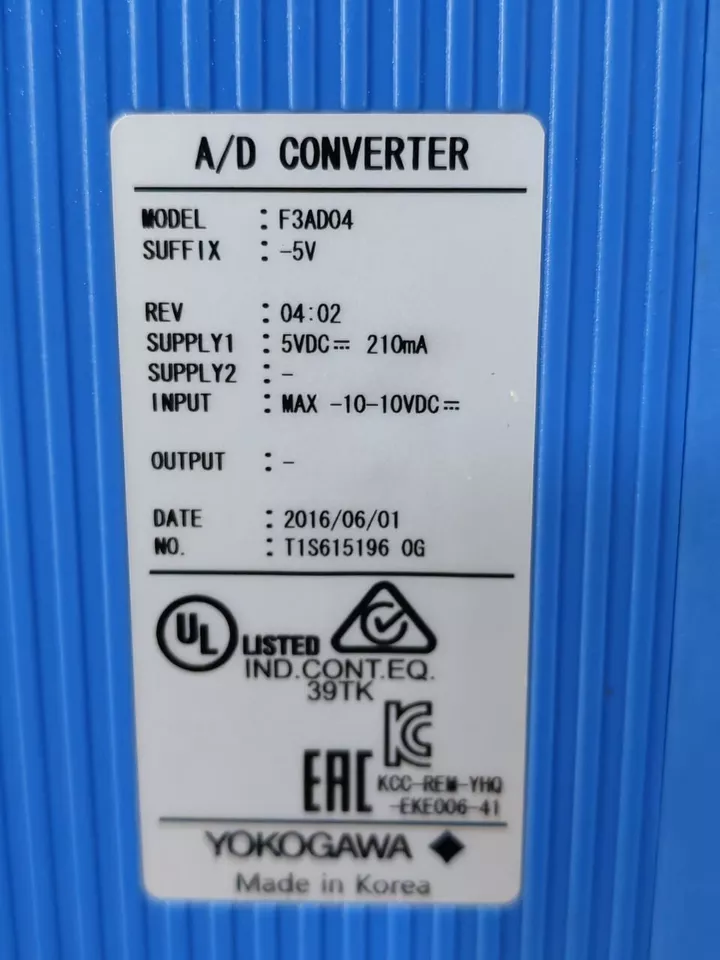 A/D CONVERTER
MODEL : F3AD04
SUFFIX : -5V
REV : 04:02
SUPPLY1 : 5VDC⎓ 210mA
SUPPLY2 : -
INPUT : MAX -10-10VDC⎓
OUTPUT : -
DATE : 2016/06/01
NO. : T1S615196 0G
UL LISTED
IND.CONT.EQ.
39TK
KC
EAC KCC-REM-YHQ
-EKE006-41
YOKOGAWA
Made in Korea